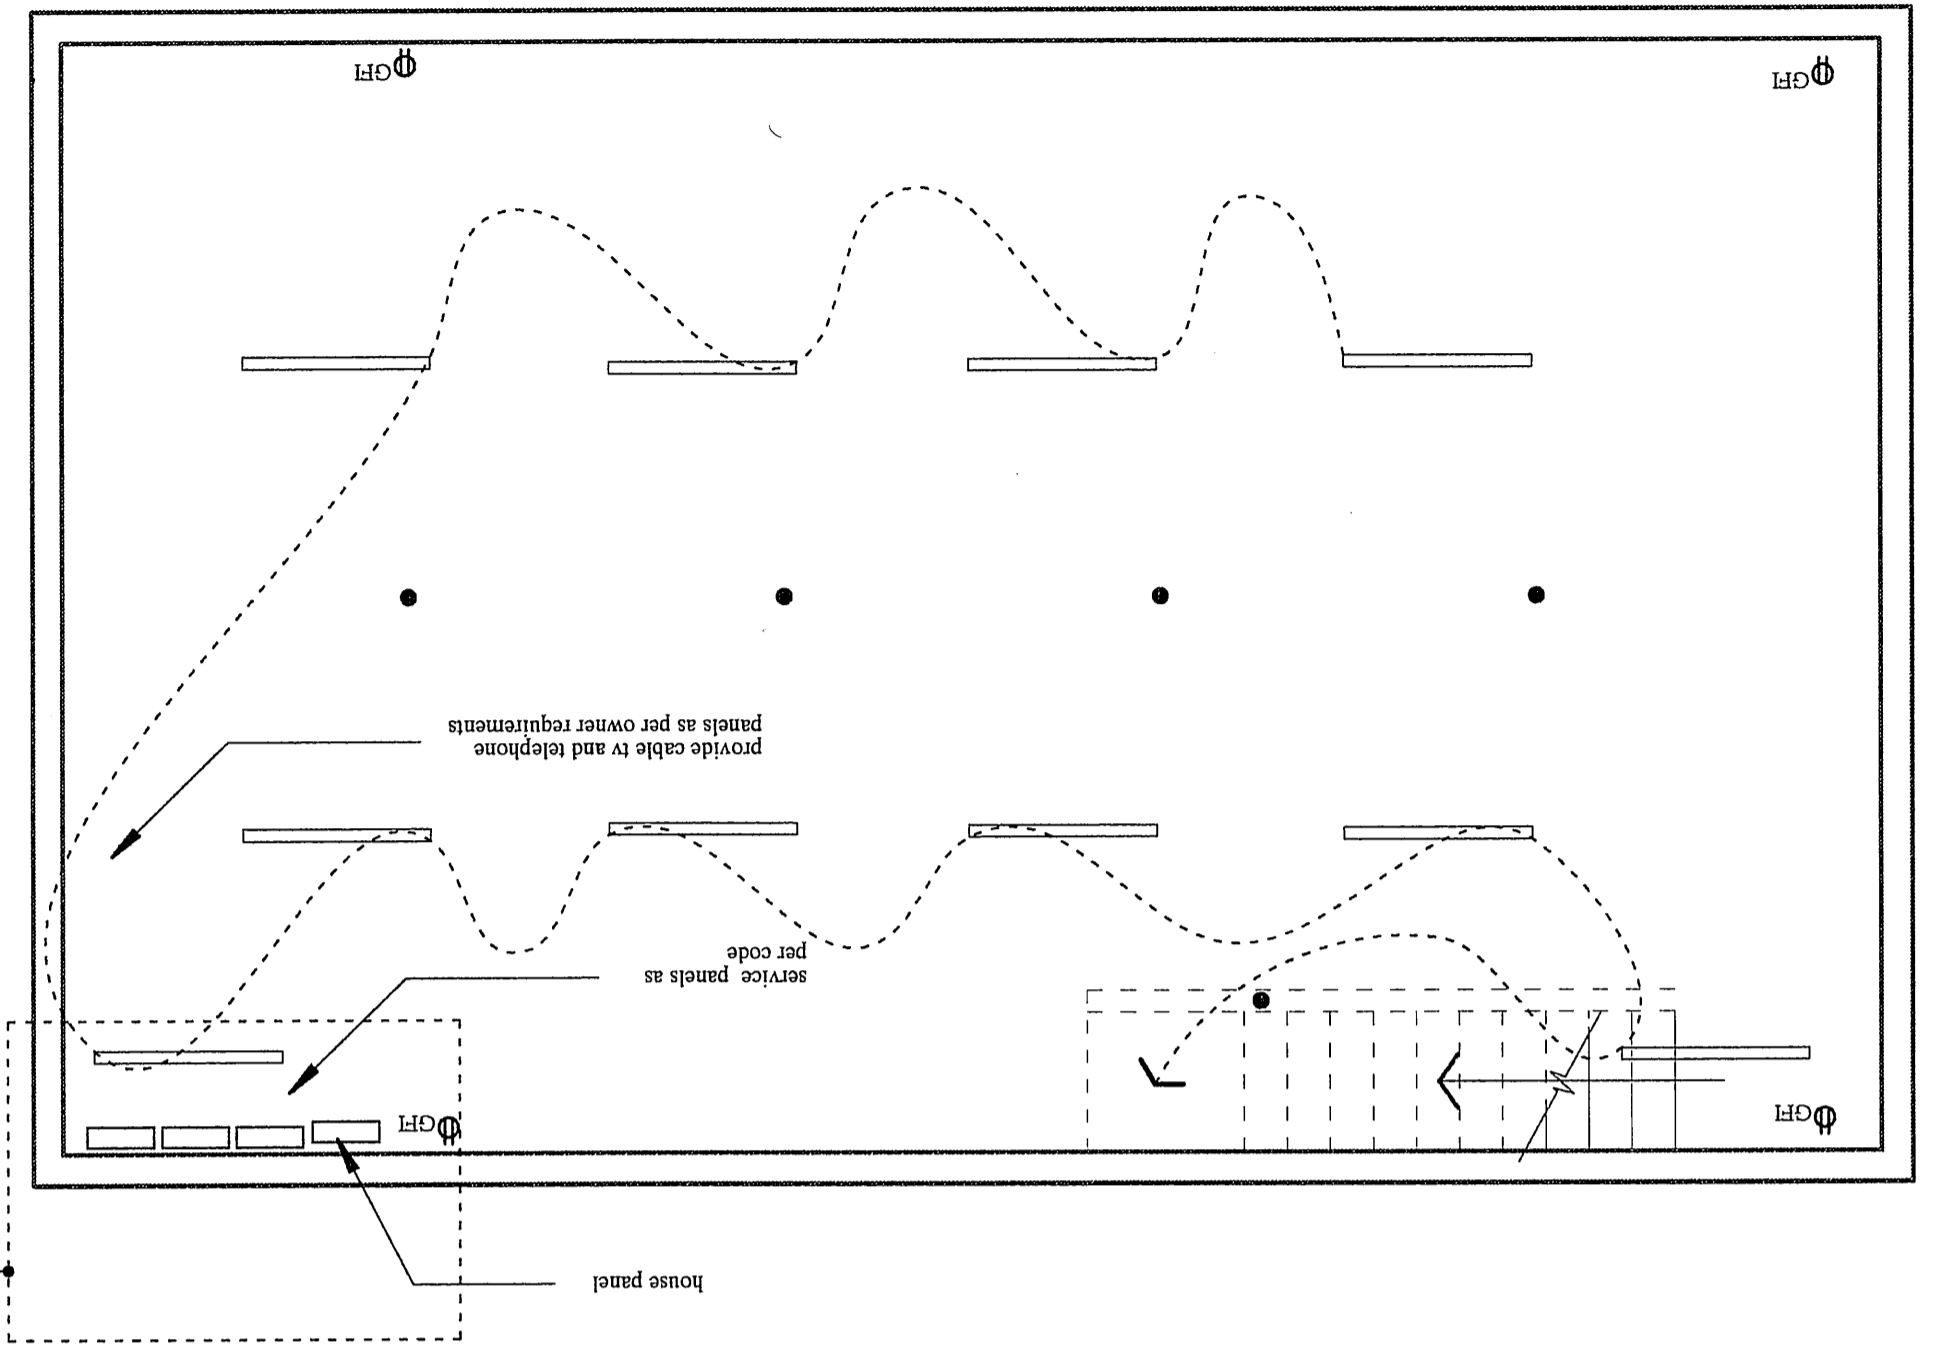 house panel
GFI
GFI
service panels as
per code
provide cable tv and telephone
panels as per owner requirements
GFI
GFI